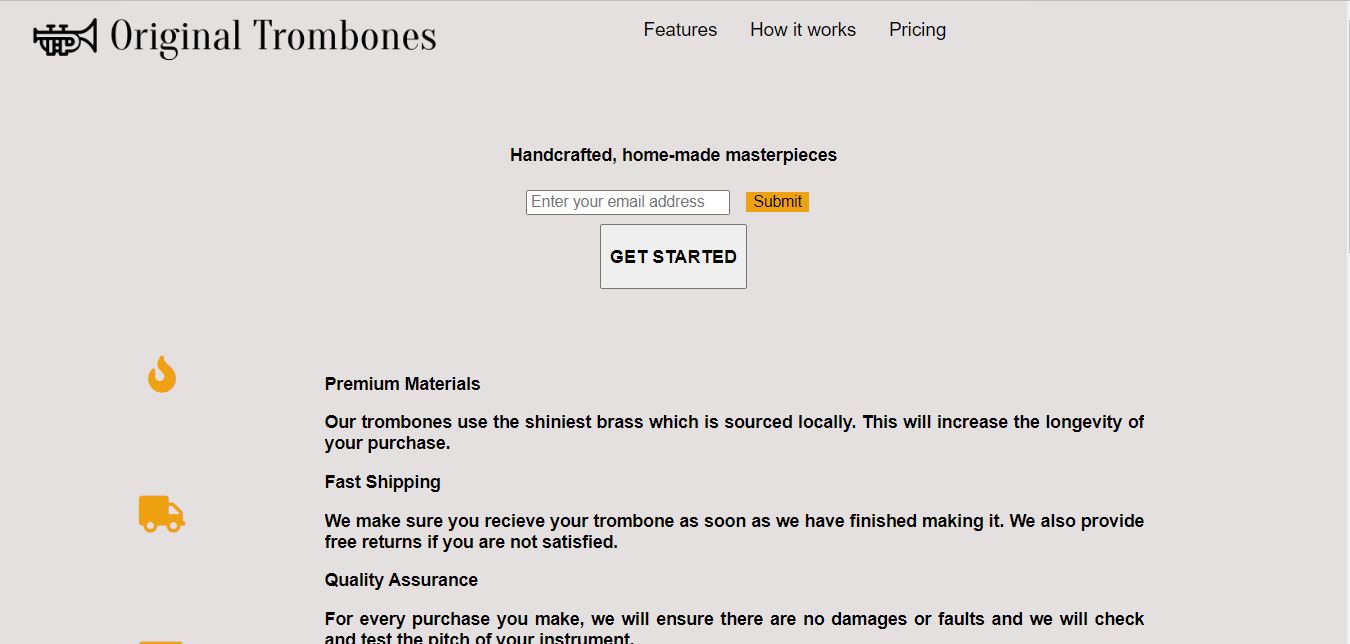 Original Trombones
Features How it works Pricing
Handcrafted, home-made masterpieces
Enter your email address Submit
GET STARTED
Premium Materials
Our trombones use the shiniest brass which is sourced locally. This will increase the longevity of
your purchase.
Fast Shipping
We make sure you recieve your trombone as soon as we have finished making it. We also provide
free returns if you are not satisfied.
Quality Assurance
For every purchase you make, we will ensure there are no damages or faults and we will check
and test the pitch of your instrument.